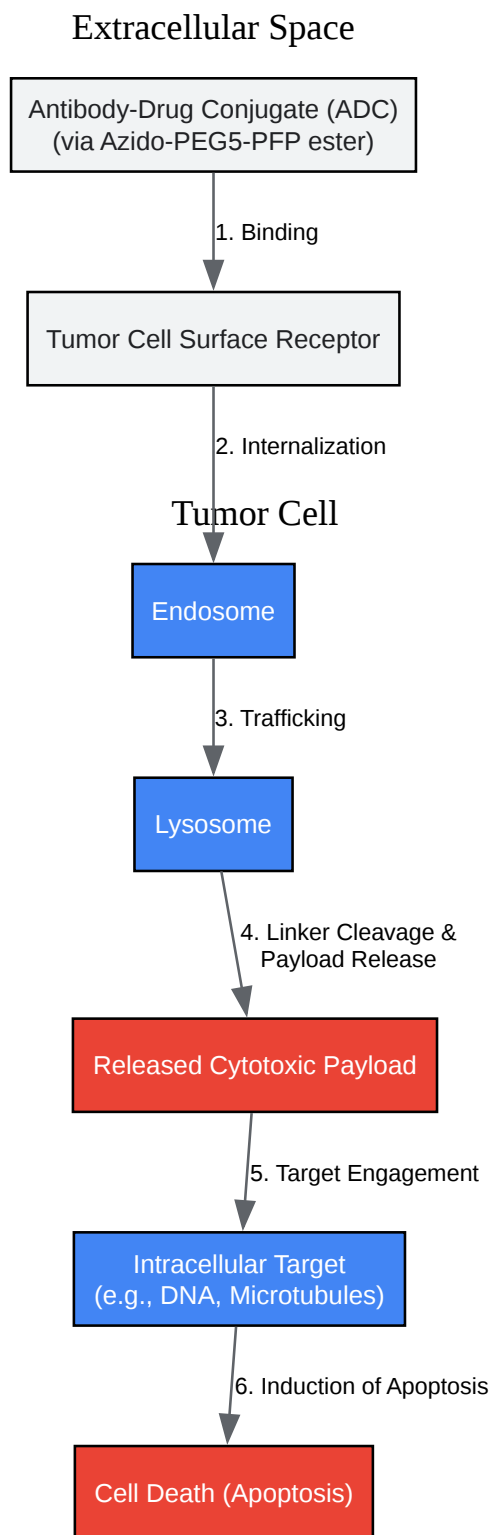 Extracellular Space
Antibody-Drug Conjugate (ADC)
(via Azido-PEG5-PFP ester)
1. Binding
Tumor Cell Surface Receptor
2. Internalization
Tumor Cell
Endosome
3. Trafficking
Lysosome
4. Linker Cleavage &
Payload Release
Released Cytotoxic Payload
5. Target Engagement
Intracellular Target
(e.g., DNA, Microtubules)
6. Induction of Apoptosis
Cell Death (Apoptosis)